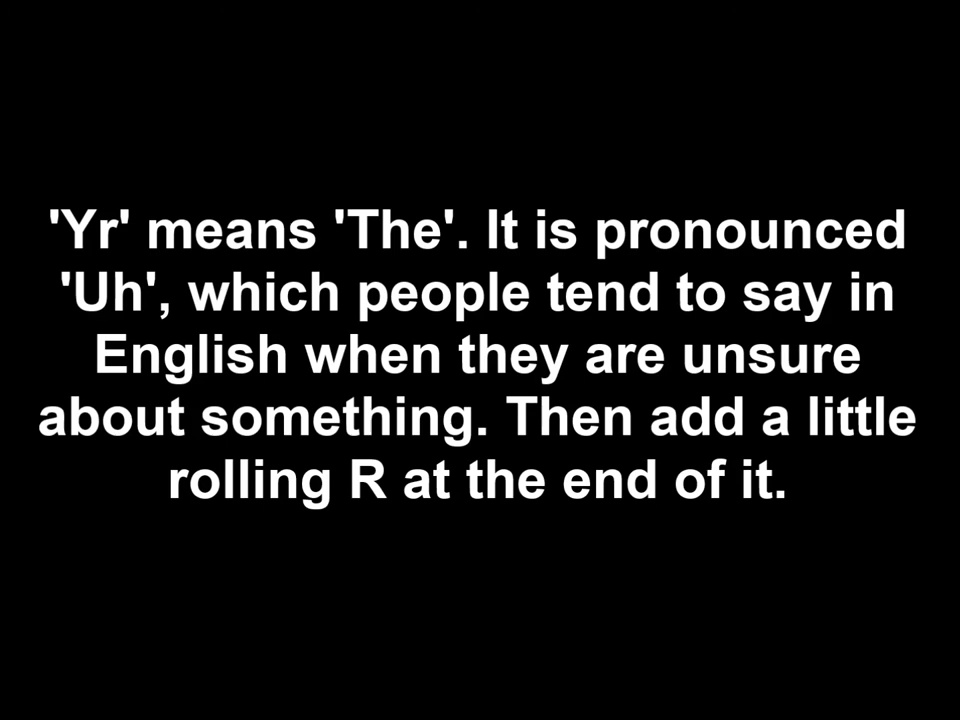 'Yr' means 'The'. It is pronounced
'Uh', which people tend to say in
English when they are unsure
about something. Then add a little
rolling R at the end of it.